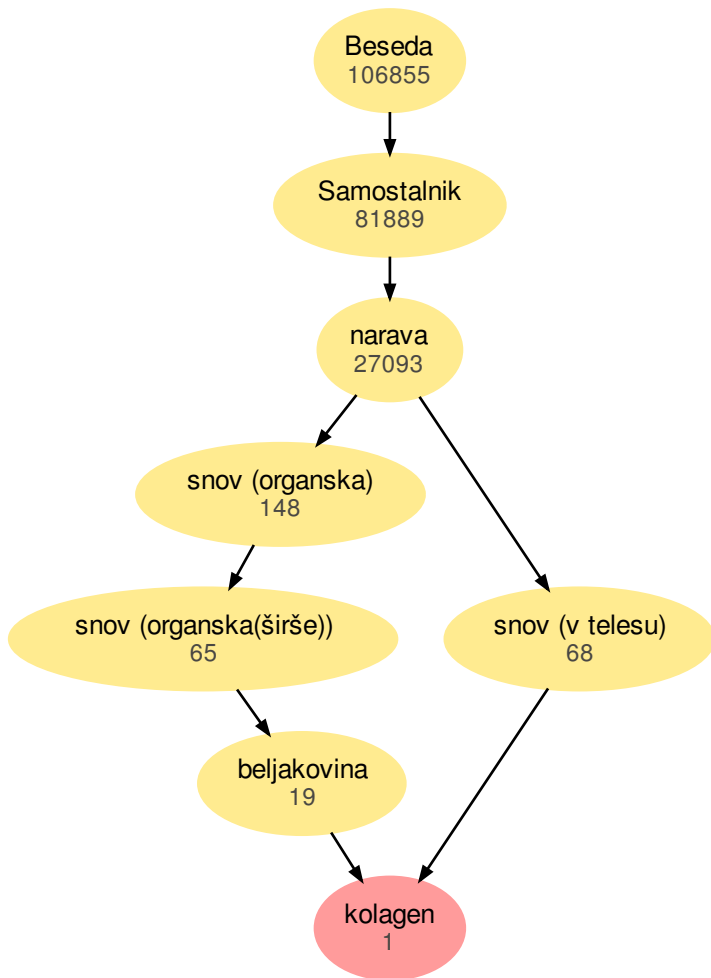 Beseda
106855
Samostalnik
81889
narava
27093
snov (organska)
148
snov (organska(širše))
65
snov (v telesu)
68
beljakovina
19
kolagen
1